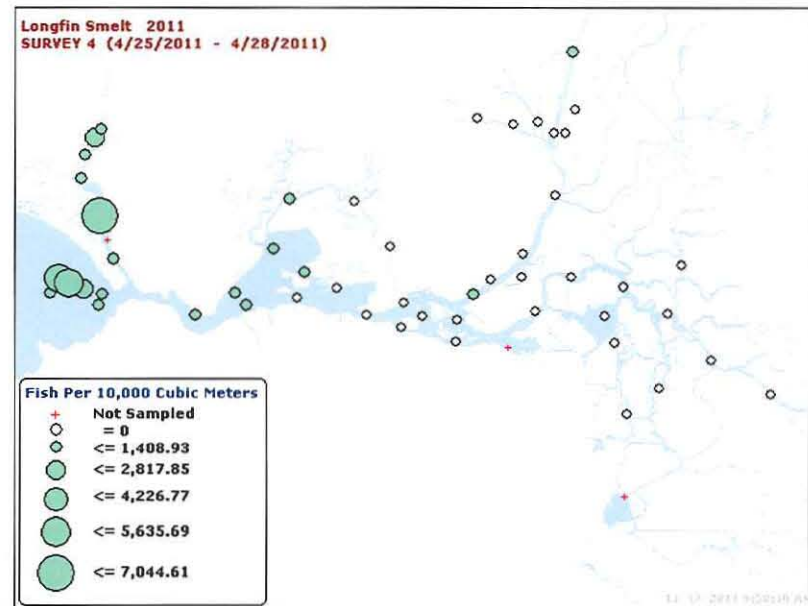 Longfin Smelt 2011
SURVEY 4 (4/25/2011 - 4/28/2011)
Fish Per 10,000 Cubic Meters
Not Sampled
= 0
<= 1,408.93
<= 2,817.85
<= 4,226.77
<= 5,635.69
<= 7,044.61